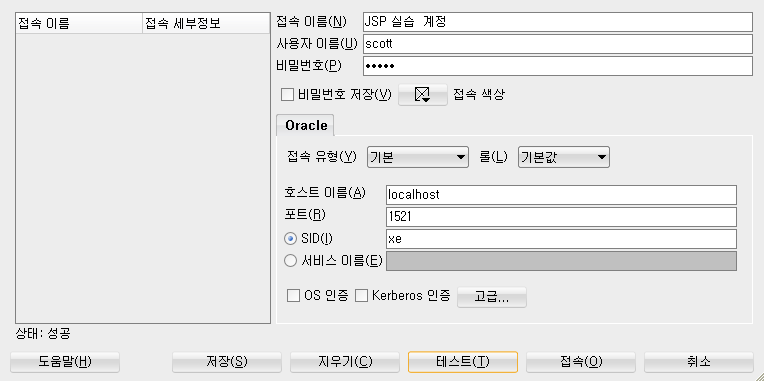 접속 이름 접속 세부정보
접속 이름(N) JSP 실습 계정
사용자 이름(U) scott
비밀번호(P) •••••
비밀번호 저장(V) 접속 색상
Oracle
접속 유형(Y) 기본 롤(L) 기본값
호스트 이름(A) localhost
포트(R) 1521
SID(I) xe
서비스 이름(E)
OS 인증 Kerberos 인증 고급...
상태: 성공
도움말(H) 저장(S) 지우기(C) 테스트(T) 접속(O) 취소